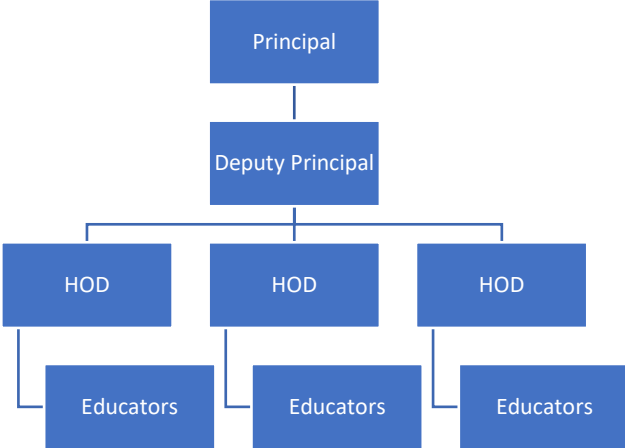 Principal
Deputy Principal
HOD
HOD
HOD
Educators
Educators
Educators